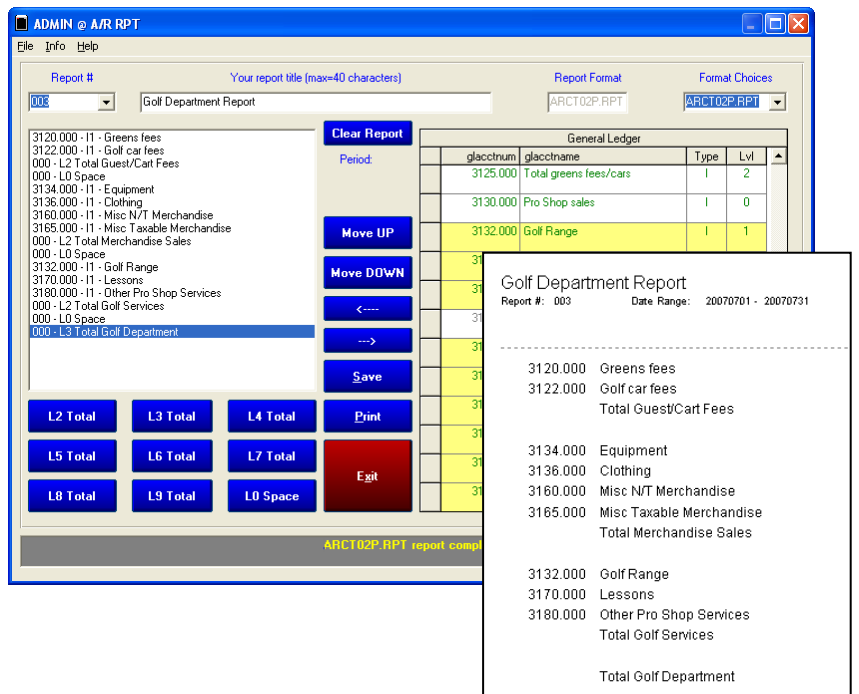 ADMIN @ A/R RPT
File Info Help
Report # Your report title (max=40 characters) Report Format Format Choices
003 Golf Department Report ARCT02P.RPT ARCT02P.RPT
3120.000 - I1 - Greens fees
3122.000 - I1 - Golf car fees
000 - L2 Total Guest/Cart Fees
000 - L0 Space
3134.000 - I1 - Equipment
3136.000 - I1 - Clothing
3160.000 - I1 - Misc N/T Merchandise
3165.000 - I1 - Misc Taxable Merchandise
000 - L2 Total Merchandise Sales
000 - L0 Space
3132.000 - I1 - Golf Range
3170.000 - I1 - Lessons
3180.000 - I1 - Other Pro Shop Services
000 - L2 Total Golf Services
000 - L0 Space
000 - L3 Total Golf Department
Clear Report
Period:
Move UP
Move DOWN
<----
--->
Save
Print
Exit
L2 Total L3 Total L4 Total
L5 Total L6 Total L7 Total
L8 Total L9 Total L0 Space
General Ledger
glacctnum glacctname Type Lvl
3125.000 Total greens fees/cars I 2
3130.000 Pro Shop sales I 0
3132.000 Golf Range I 1
31
31
31
31
31
31
31
31
31
ARCT02P.RPT report compl
Golf Department Report
Report #: 003 Date Range: 20070701 - 20070731
3120.000 Greens fees
3122.000 Golf car fees
Total Guest/Cart Fees
3134.000 Equipment
3136.000 Clothing
3160.000 Misc N/T Merchandise
3165.000 Misc Taxable Merchandise
Total Merchandise Sales
3132.000 Golf Range
3170.000 Lessons
3180.000 Other Pro Shop Services
Total Golf Services
Total Golf Department